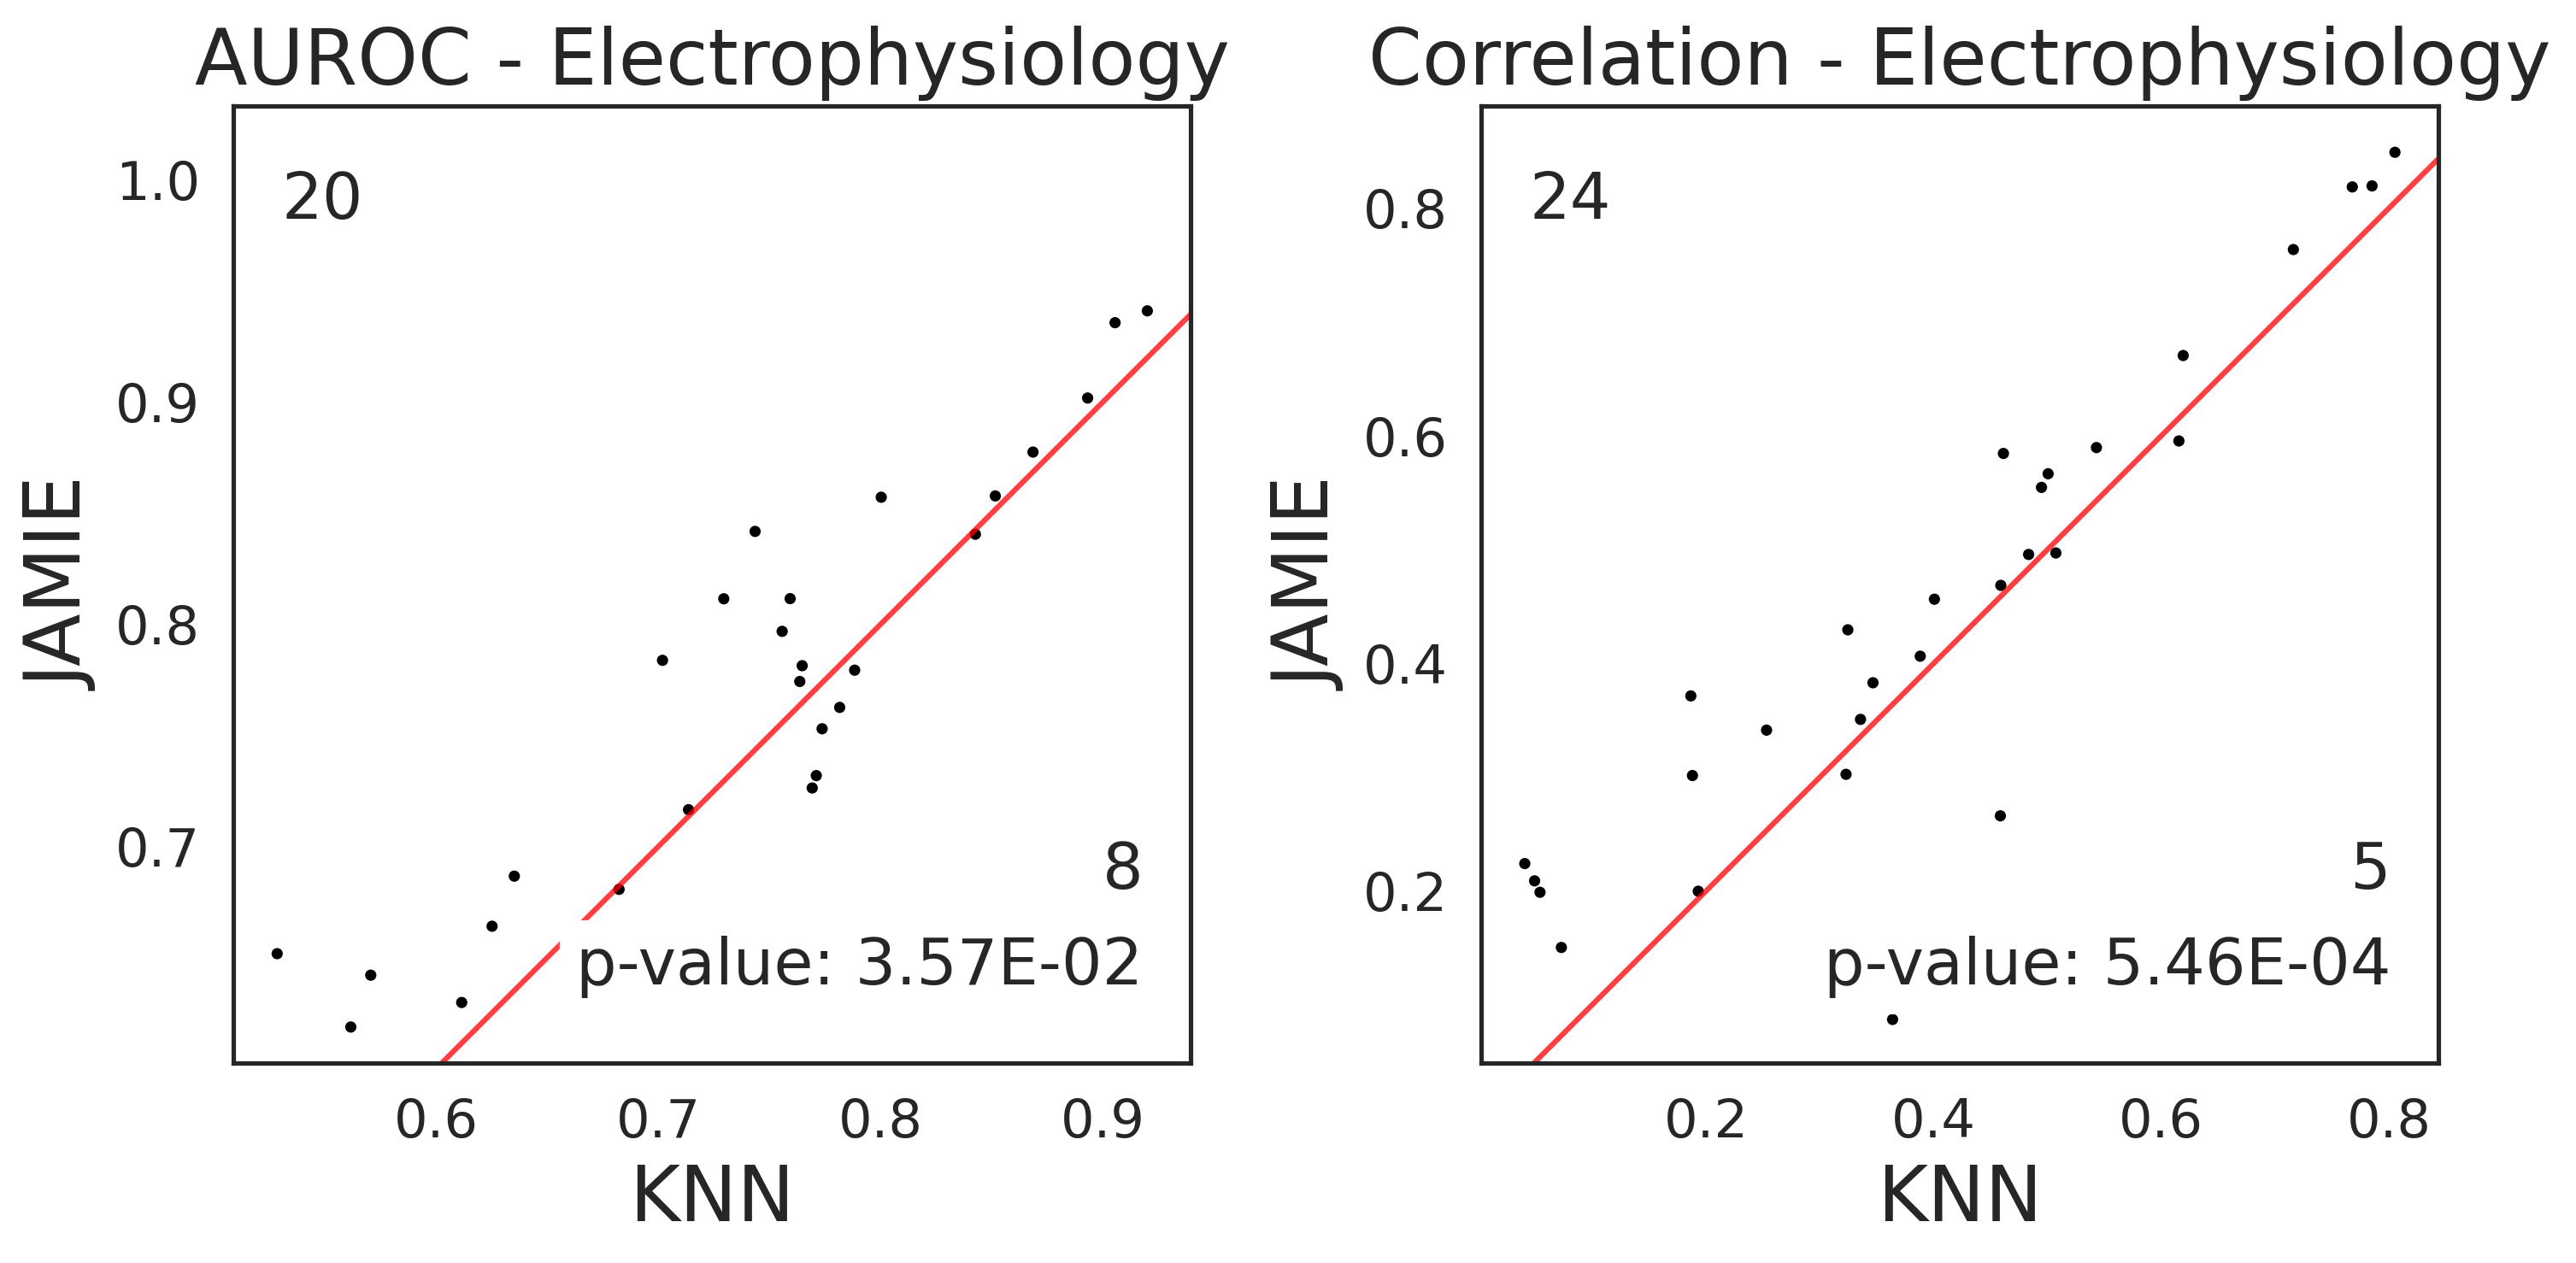 AUROC - Electrophysiology
20
1.0
0.9
0.8
0.7
JAMIE
8
p-value: 3.57E-02
0.6 0.7 0.8 0.9
KNN
Correlation - Electrophysiology
24
0.8
0.6
0.4
0.2
JAMIE
5
p-value: 5.46E-04
0.2 0.4 0.6 0.8
KNN